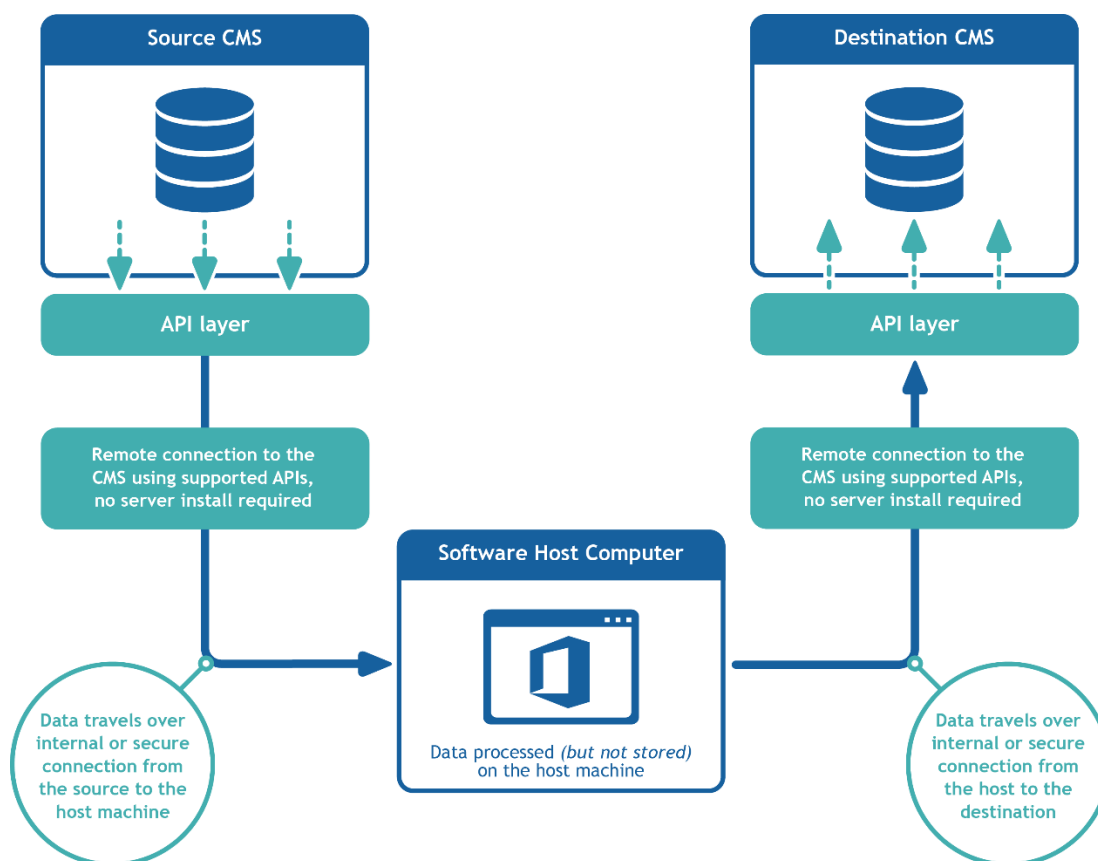 Source CMS
API layer
Remote connection to the
CMS using supported APIs,
no server install required
Data travels over
internal or secure
connection from
the source to the
host machine
Software Host Computer
Data processed (but not stored)
on the host machine
Destination CMS
API layer
Remote connection to the
CMS using supported APIs,
no server install required
Data travels over
internal or secure
connection from
the host to the
destination